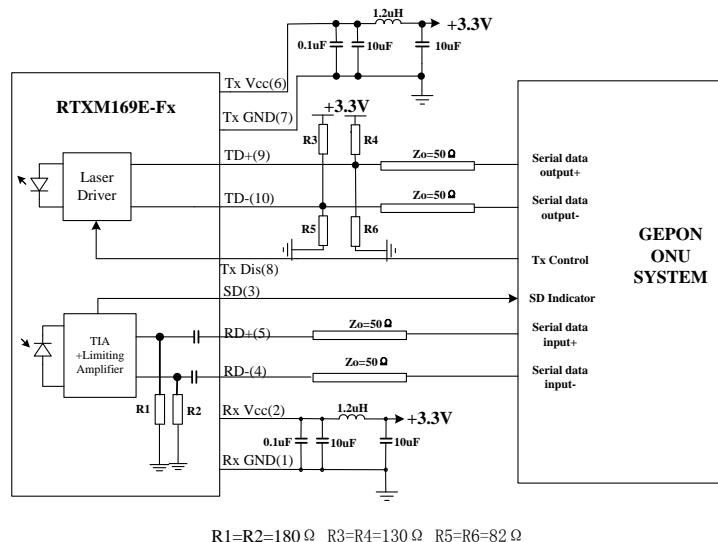 1.2uH
+3.3V
0.1uF
10uF
10uF
Tx Vcc(6)
RTXM169E-Fx
Tx GND(7)
+3.3V
R3
R4
TD+(9)
Zo=50Ω
Serial data
output+
Laser
Driver
TD-(10)
Zo=50Ω
Serial data
output-
R5
R6
GEPON
ONU
SYSTEM
Tx Control
Tx Dis(8)
SD(3)
SD Indicator
TIA
+Limiting
Amplifier
RD+(5)
Zo=50Ω
Serial data
input+
RD-(4)
Zo=50Ω
Serial data
input-
R1
R2
Rx Vcc(2)
1.2uH
+3.3V
0.1uF
10uF
10uF
Rx GND(1)
R1=R2=180Ω R3=R4=130Ω R5=R6=82Ω